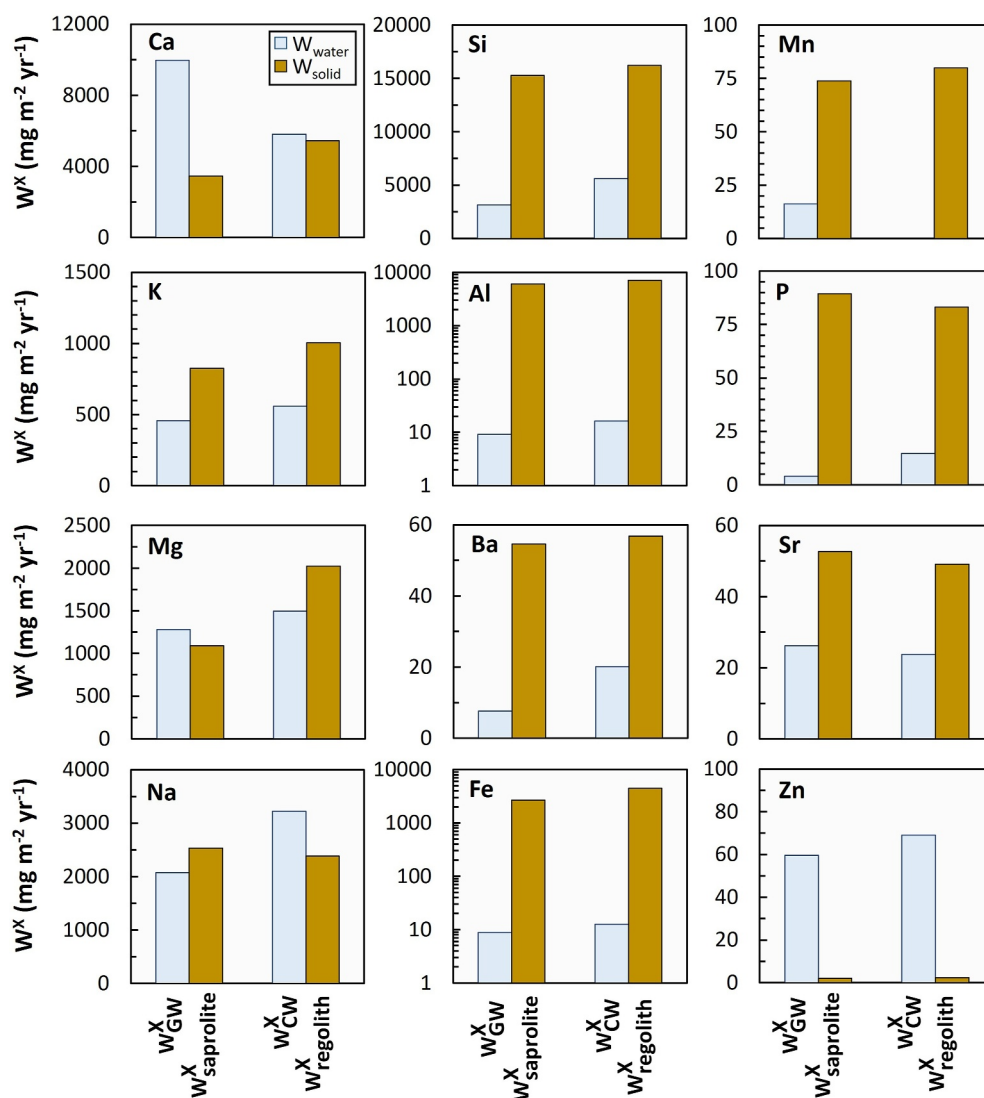 Ca
W_water
W_solid
12000
8000
4000
0
W^X (mg m^-2 yr^-1)
Si
20000
15000
10000
5000
0
Mn
100
75
50
25
0
K
1500
1000
500
0
W^X (mg m^-2 yr^-1)
Al
10000
1000
100
10
1
P
100
75
50
25
0
Mg
2500
2000
1500
1000
500
0
W^X (mg m^-2 yr^-1)
Ba
60
40
20
0
Sr
60
40
20
0
Na
4000
3000
2000
1000
0
W^X (mg m^-2 yr^-1)
Fe
10000
1000
100
10
1
Zn
100
80
60
40
20
0
W^X_GW
W^X_saprolite
W^X_CW
W^X_regolith
W^X_GW
W^X_saprolite
W^X_CW
W^X_regolith
W^X_GW
W^X_saprolite
W^X_CW
W^X_regolith